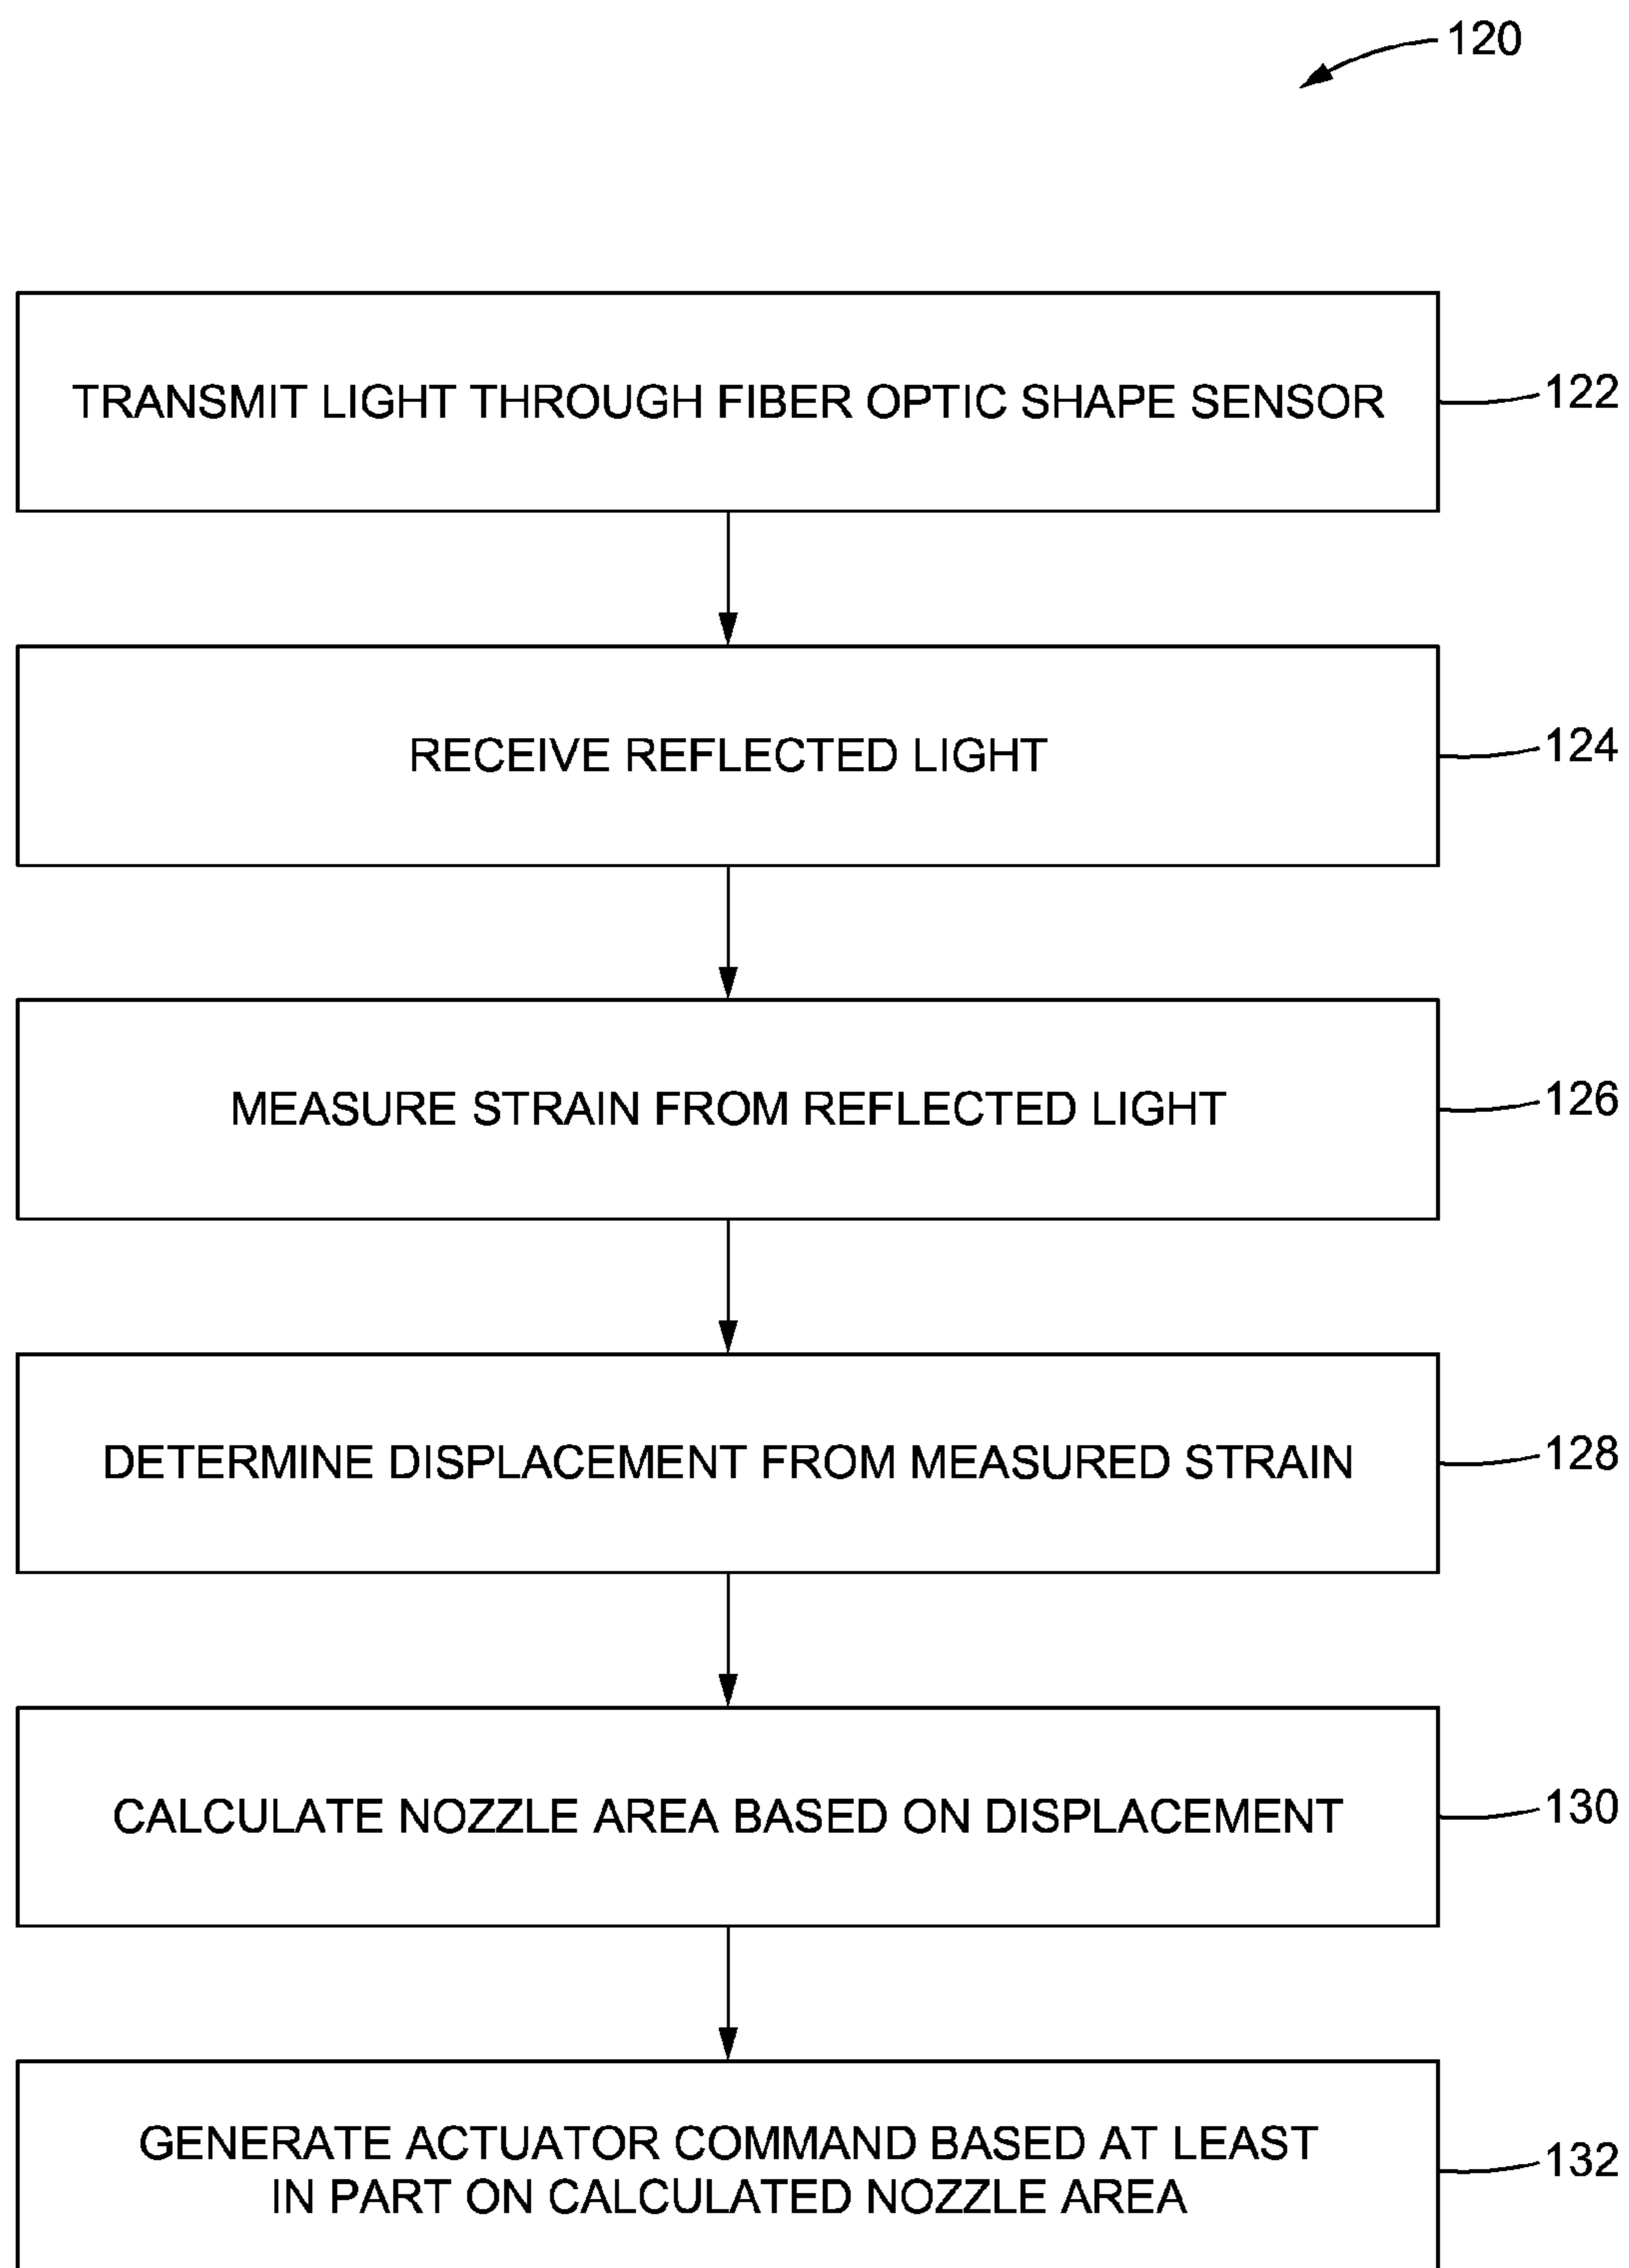 120
TRANSMIT LIGHT THROUGH FIBER OPTIC SHAPE SENSOR
122
RECEIVE REFLECTED LIGHT
124
MEASURE STRAIN FROM REFLECTED LIGHT
126
DETERMINE DISPLACEMENT FROM MEASURED STRAIN
128
CALCULATE NOZZLE AREA BASED ON DISPLACEMENT
130
GENERATE ACTUATOR COMMAND BASED AT LEAST
IN PART ON CALCULATED NOZZLE AREA
132